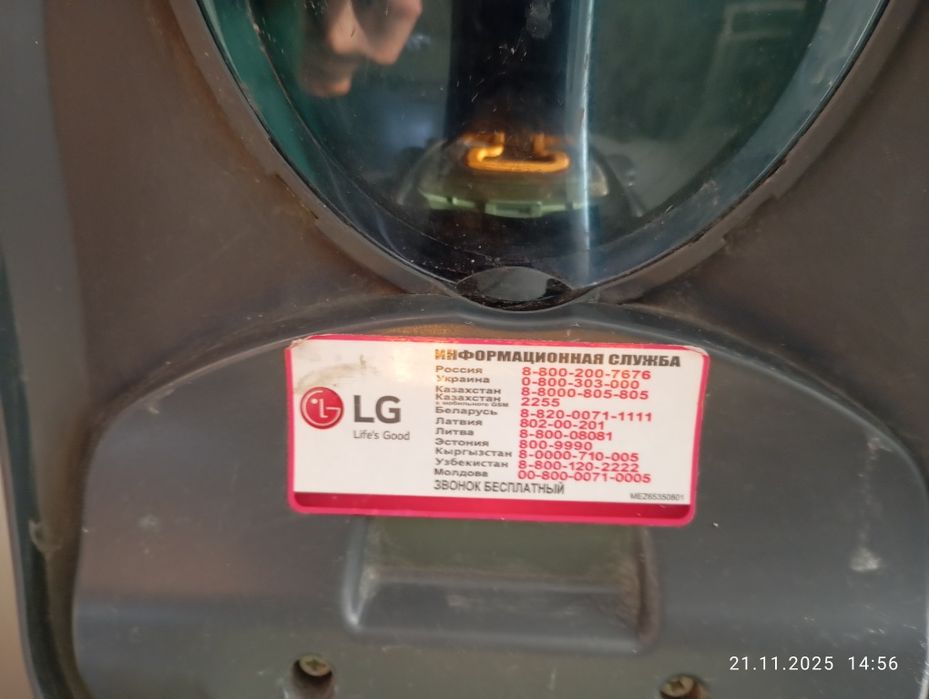 ИНФОРМАЦИОННАЯ СЛУЖБА
Россия 8-800-200-7676
Украина 0-800-303-000
Казахстан 8-8000-805-805
Казахстан 2255
с мобильного GSM
Беларусь 8-820-0071-1111
Латвия 802-00-201
Литва 8-800-08081
Эстония 800-9990
Кыргызстан 8-0000-710-005
Узбекистан 8-800-120-2222
Молдова 00-800-0071-0005
ЗВОНОК БЕСПЛАТНЫЙ
MEZ65350801
LG
Life's Good
21.11.2025 14:56